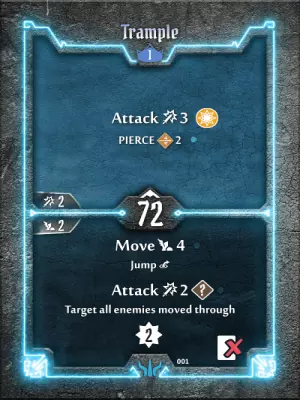 Trample
1
Attack 3
PIERCE 2
2
72
2
Move 4
Jump
Attack 2 ?
Target all enemies moved through
2
001